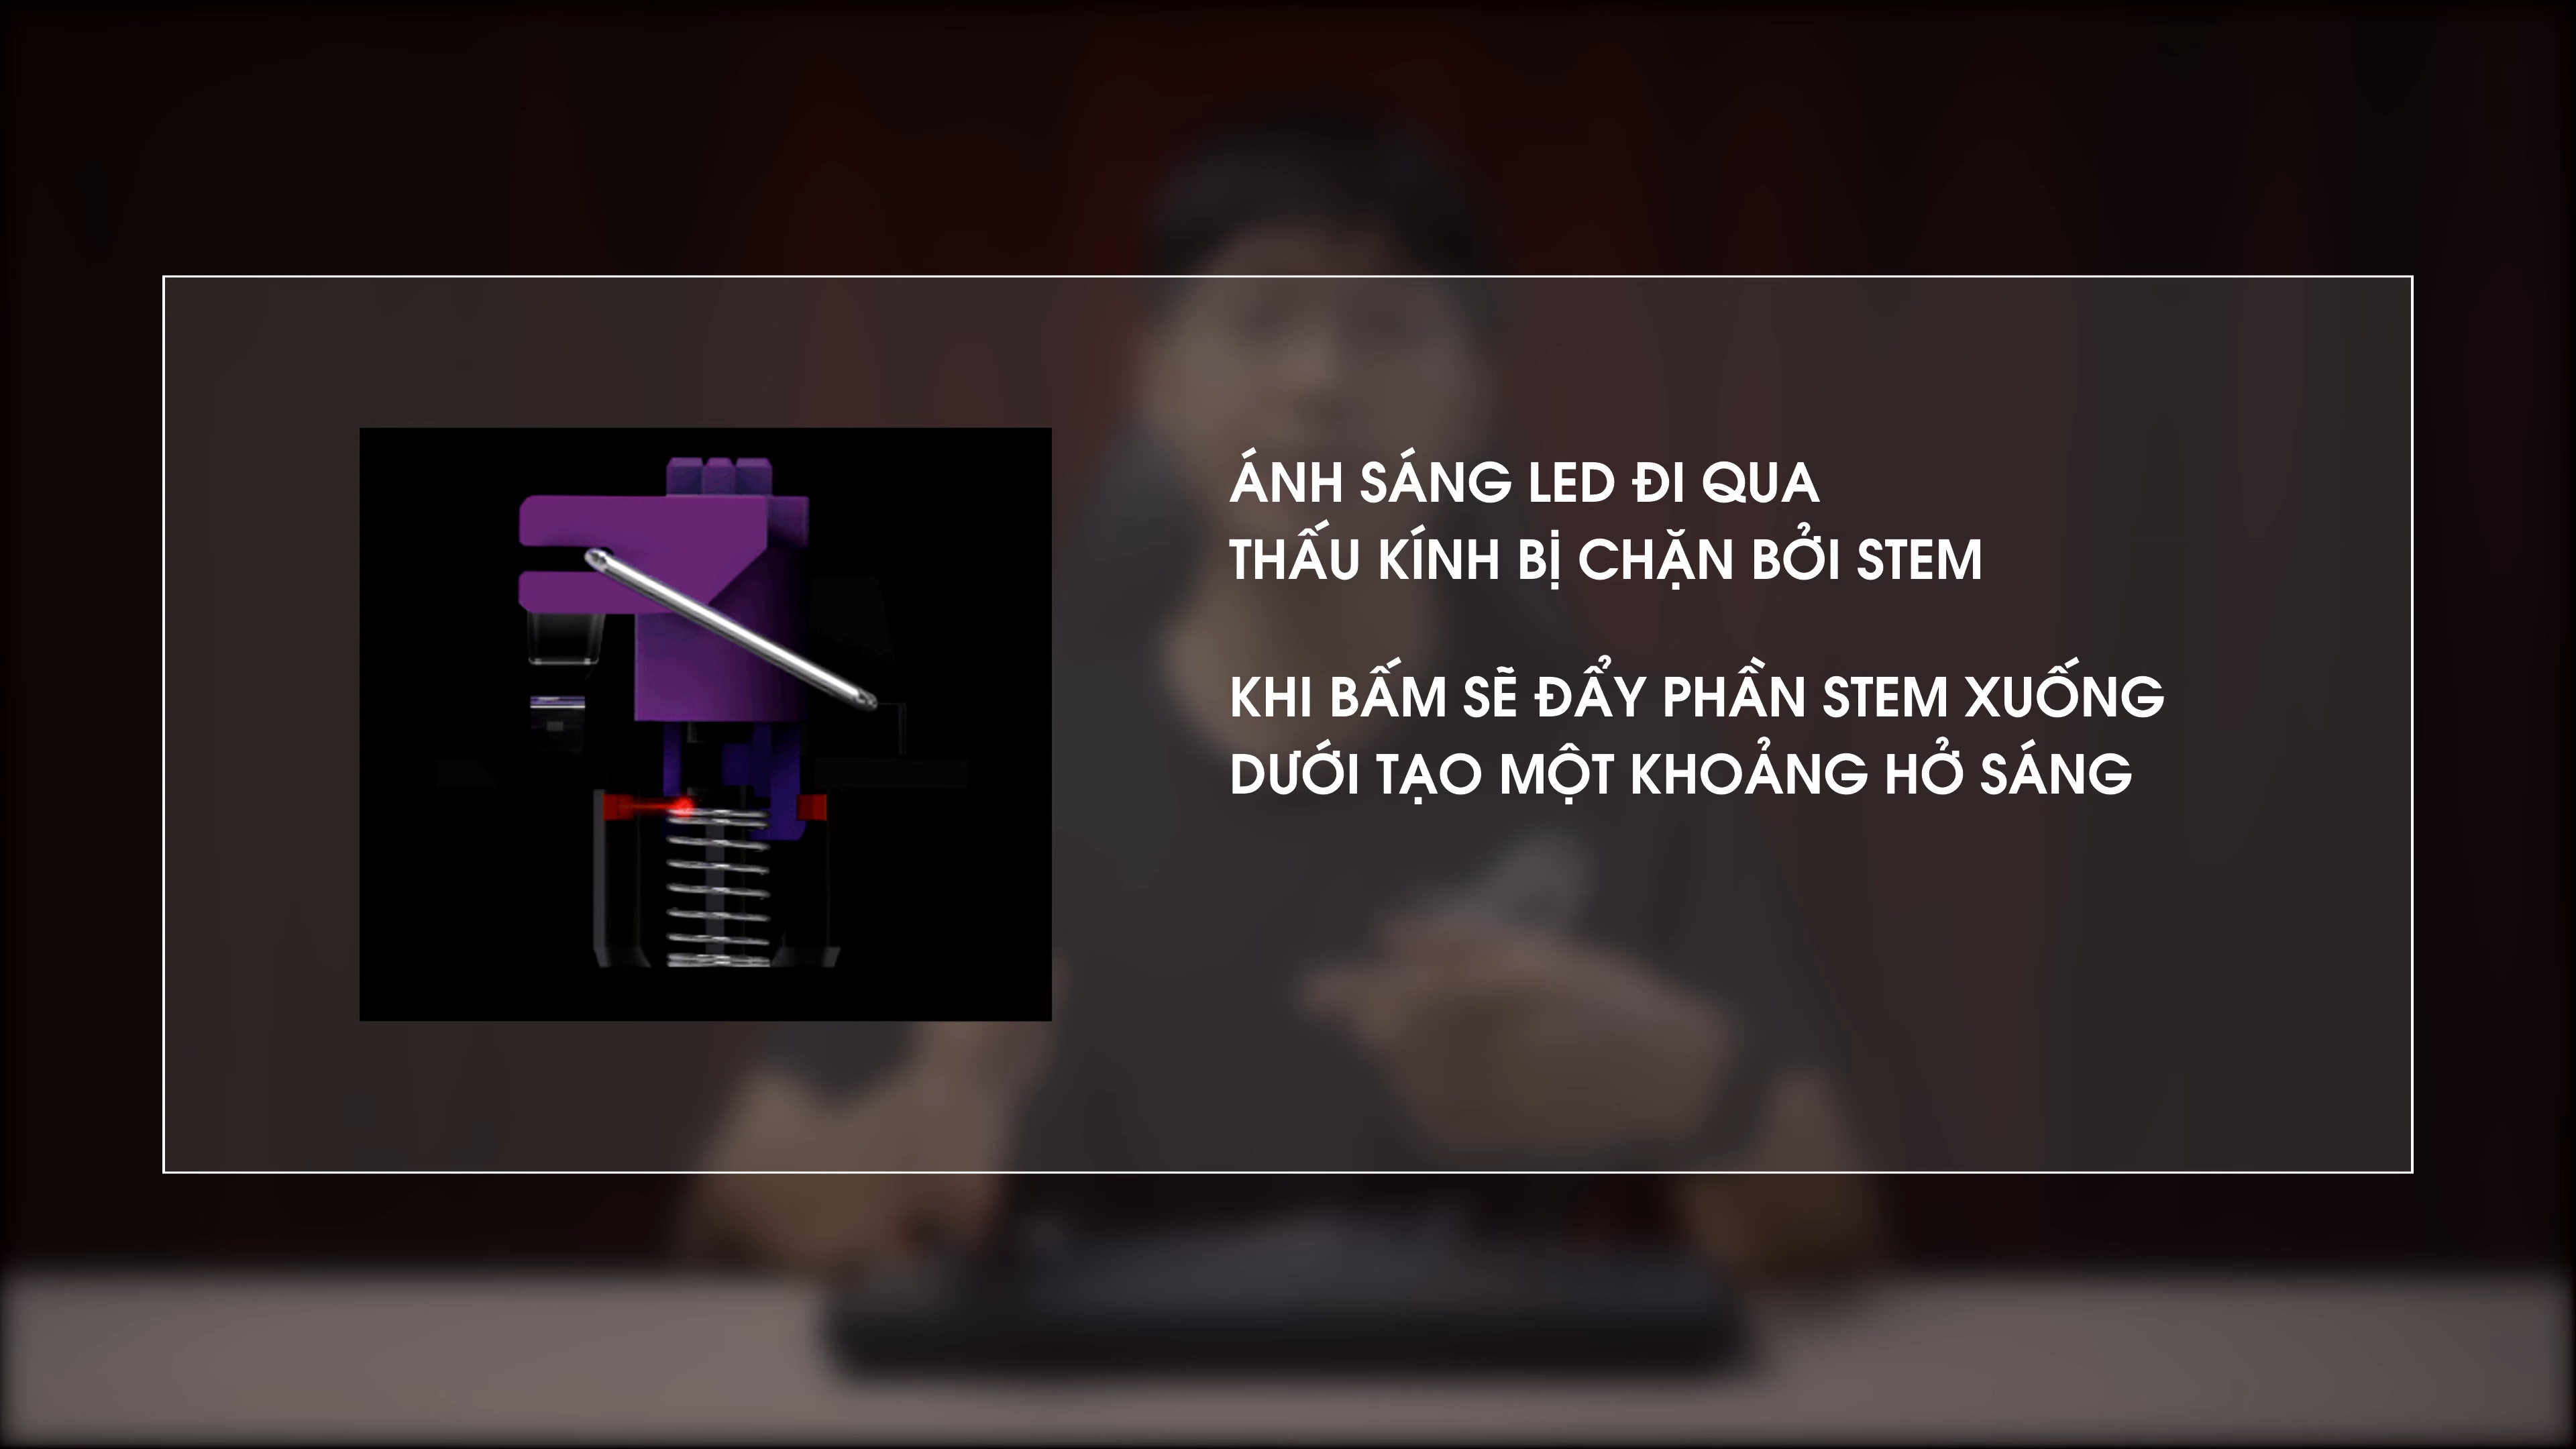 ÁNH SÁNG LED ĐI QUA
THẤU KÍNH BỊ CHẶN BỞI STEM
KHI BẤM SẼ ĐẨY PHẦN STEM XUỐNG
DƯỚI TẠO MỘT KHOẢNG HỞ SÁNG